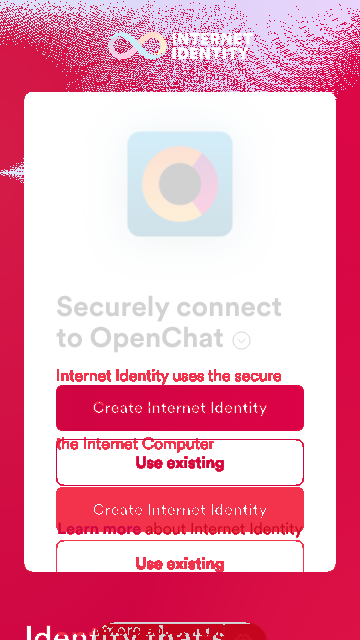 INTERNET
IDENTITY
Securely connect
to OpenChat
Internet Identity uses the secure
Create Internet Identity
the Internet Computer
Use existing
Create Internet Identity
Learn more about Internet Identity
Use existing
Identity that's